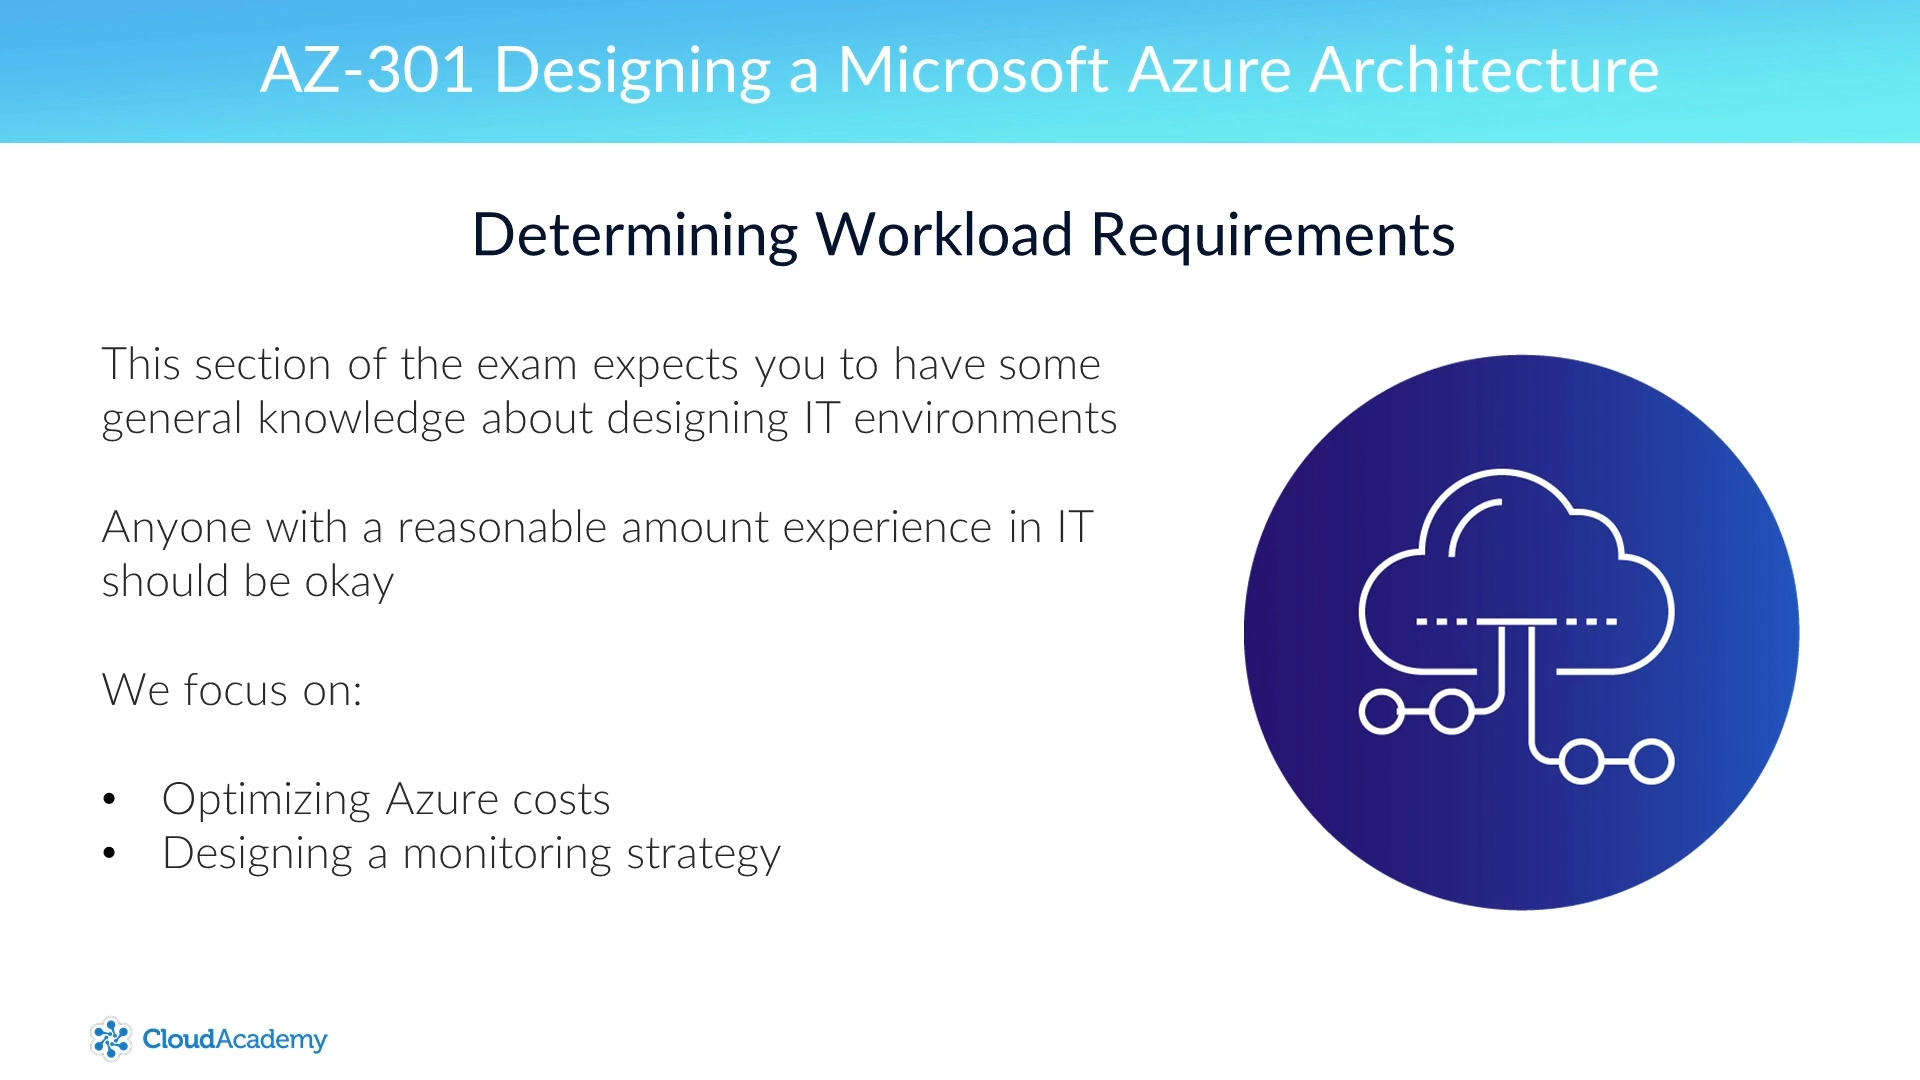 AZ-301 Designing a Microsoft Azure Architecture
Determining Workload Requirements
This section of the exam expects you to have some
general knowledge about designing IT environments
Anyone with a reasonable amount experience in IT
should be okay
We focus on:
• Optimizing Azure costs
• Designing a monitoring strategy
CloudAcademy